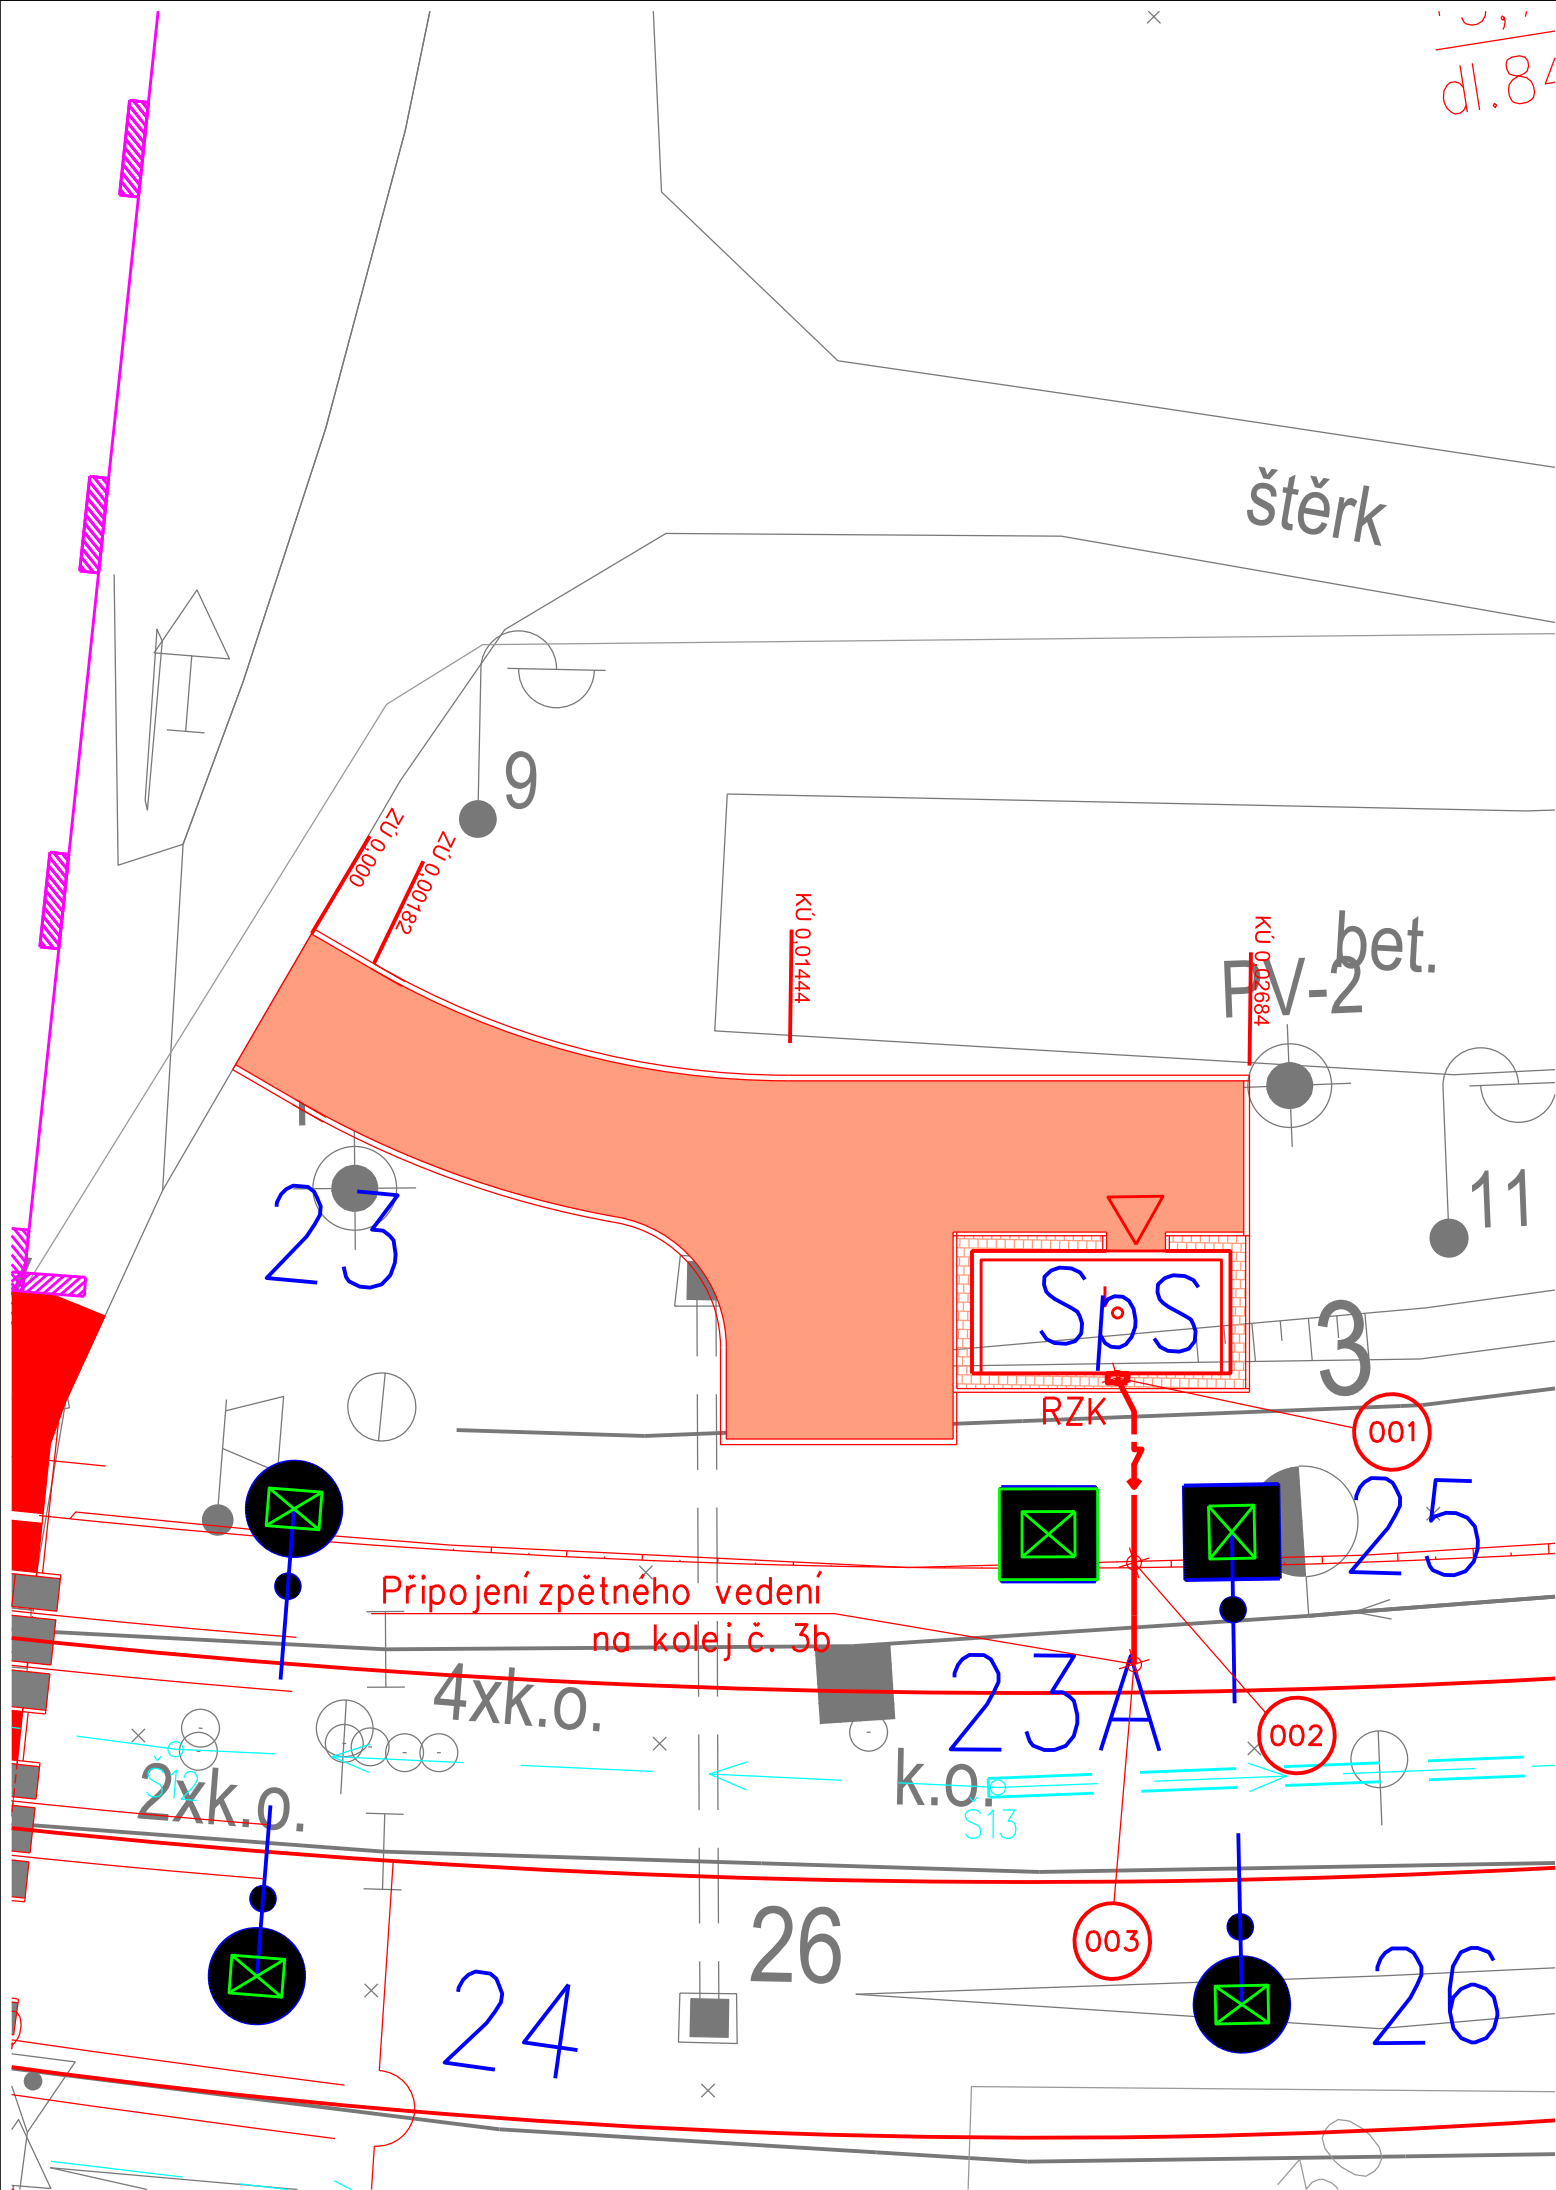 dl.84
štěrk
9
ZÚ 0,000
ZÚ 0,00182
KÚ 0,01444
KÚ 0,02684
bet.
PV-2
11
23
SpS
3
RZK
001
25
Připojení zpětného vedení
na kolej č. 3b
4xk.o.
23A
002
k.o.
Š12
2xk.o.
Š13
26
003
24
26